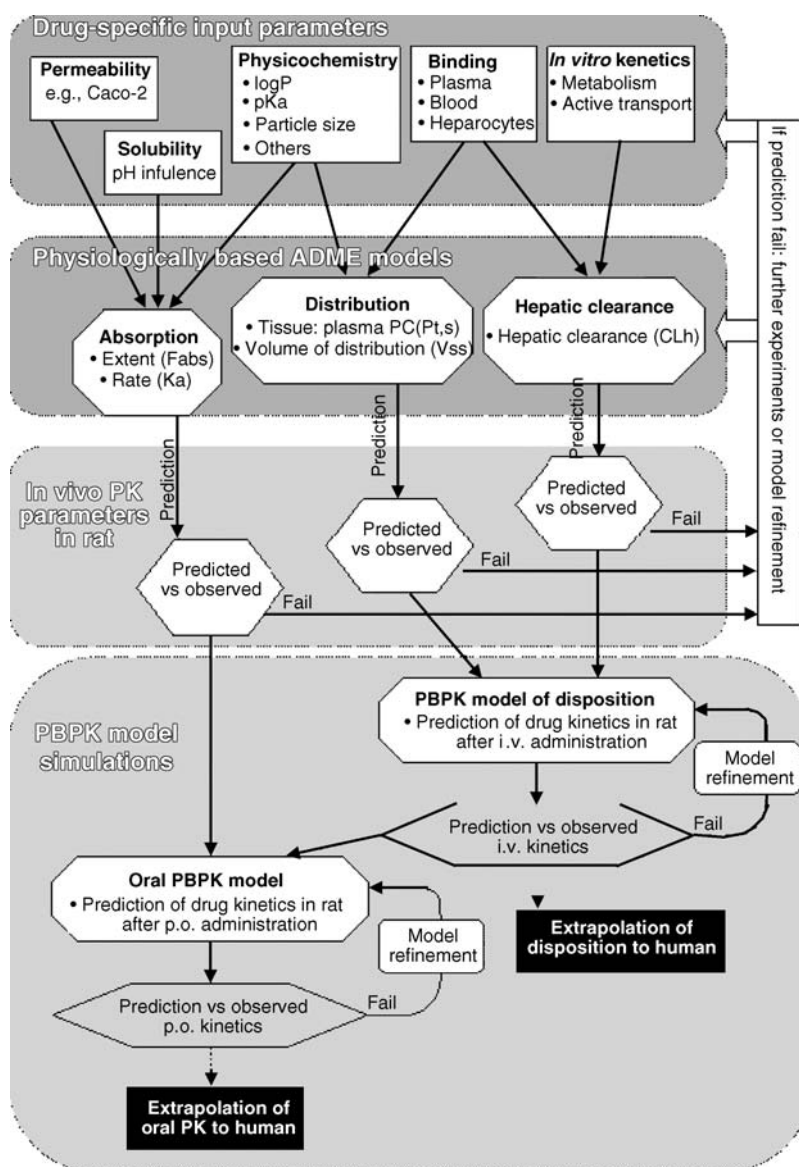 Drug-specific input parameters
Permeability
e.g., Caco-2
Solubility
pH infulence
Physicochemistry
• logP
• pKa
• Particle size
• Others
Binding
• Plasma
• Blood
• Heparocytes
In vitro kenetics
• Metabolism
• Active transport
If prediction fail: further experiments or model refinement
Physiologically based ADME models
Absorption
• Extent (Fabs)
• Rate (Ka)
Distribution
• Tissue: plasma PC(Pt,s)
• Volume of distribution (Vss)
Hepatic clearance
• Hepatic clearance (CLh)
Prediction
Prediction
Prediction
In vivo PK
parameters
in rat
Predicted
vs observed
Fail
Predicted
vs observed
Fail
Predicted
vs observed
Fail
PBPK model
simulations
PBPK model of disposition
• Prediction of drug kinetics in rat
after i.v. administration
Model
refinement
Prediction vs observed
i.v. kinetics
Fail
Oral PBPK model
• Prediction of drug kinetics in rat
after p.o. administration
Model
refinement
Extrapolation of
disposition to human
Prediction vs observed
p.o. kinetics
Fail
Extrapolation of
oral PK to human